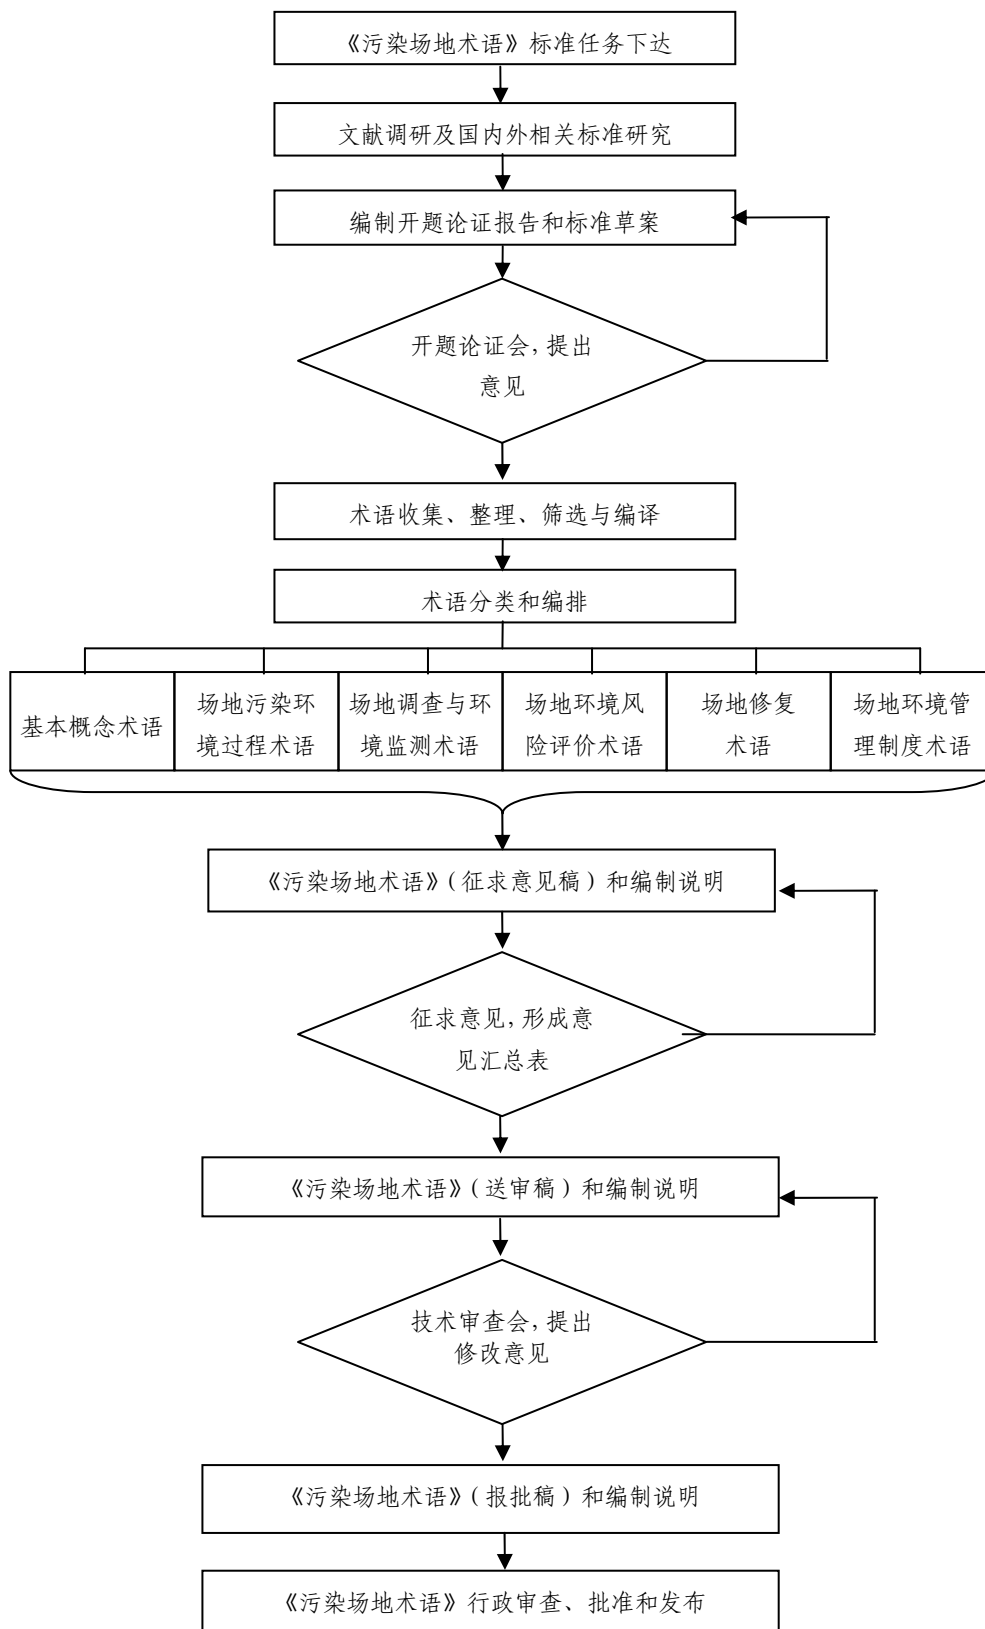 《污染场地术语》标准任务下达
文献调研及国内外相关标准研究
编制开题论证报告和标准草案
开题论证会，提出
意见
术语收集、整理、筛选与编译
术语分类和编排
基本概念术语
场地污染环
境过程术语
场地调查与环
境监测术语
场地环境风
险评价术语
场地修复
术语
场地环境管
理制度术语
《污染场地术语》（征求意见稿）和编制说明
征求意见，形成意
见汇总表
《污染场地术语》（送审稿）和编制说明
技术审查会，提出
修改意见
《污染场地术语》（报批稿）和编制说明
《污染场地术语》行政审查、批准和发布